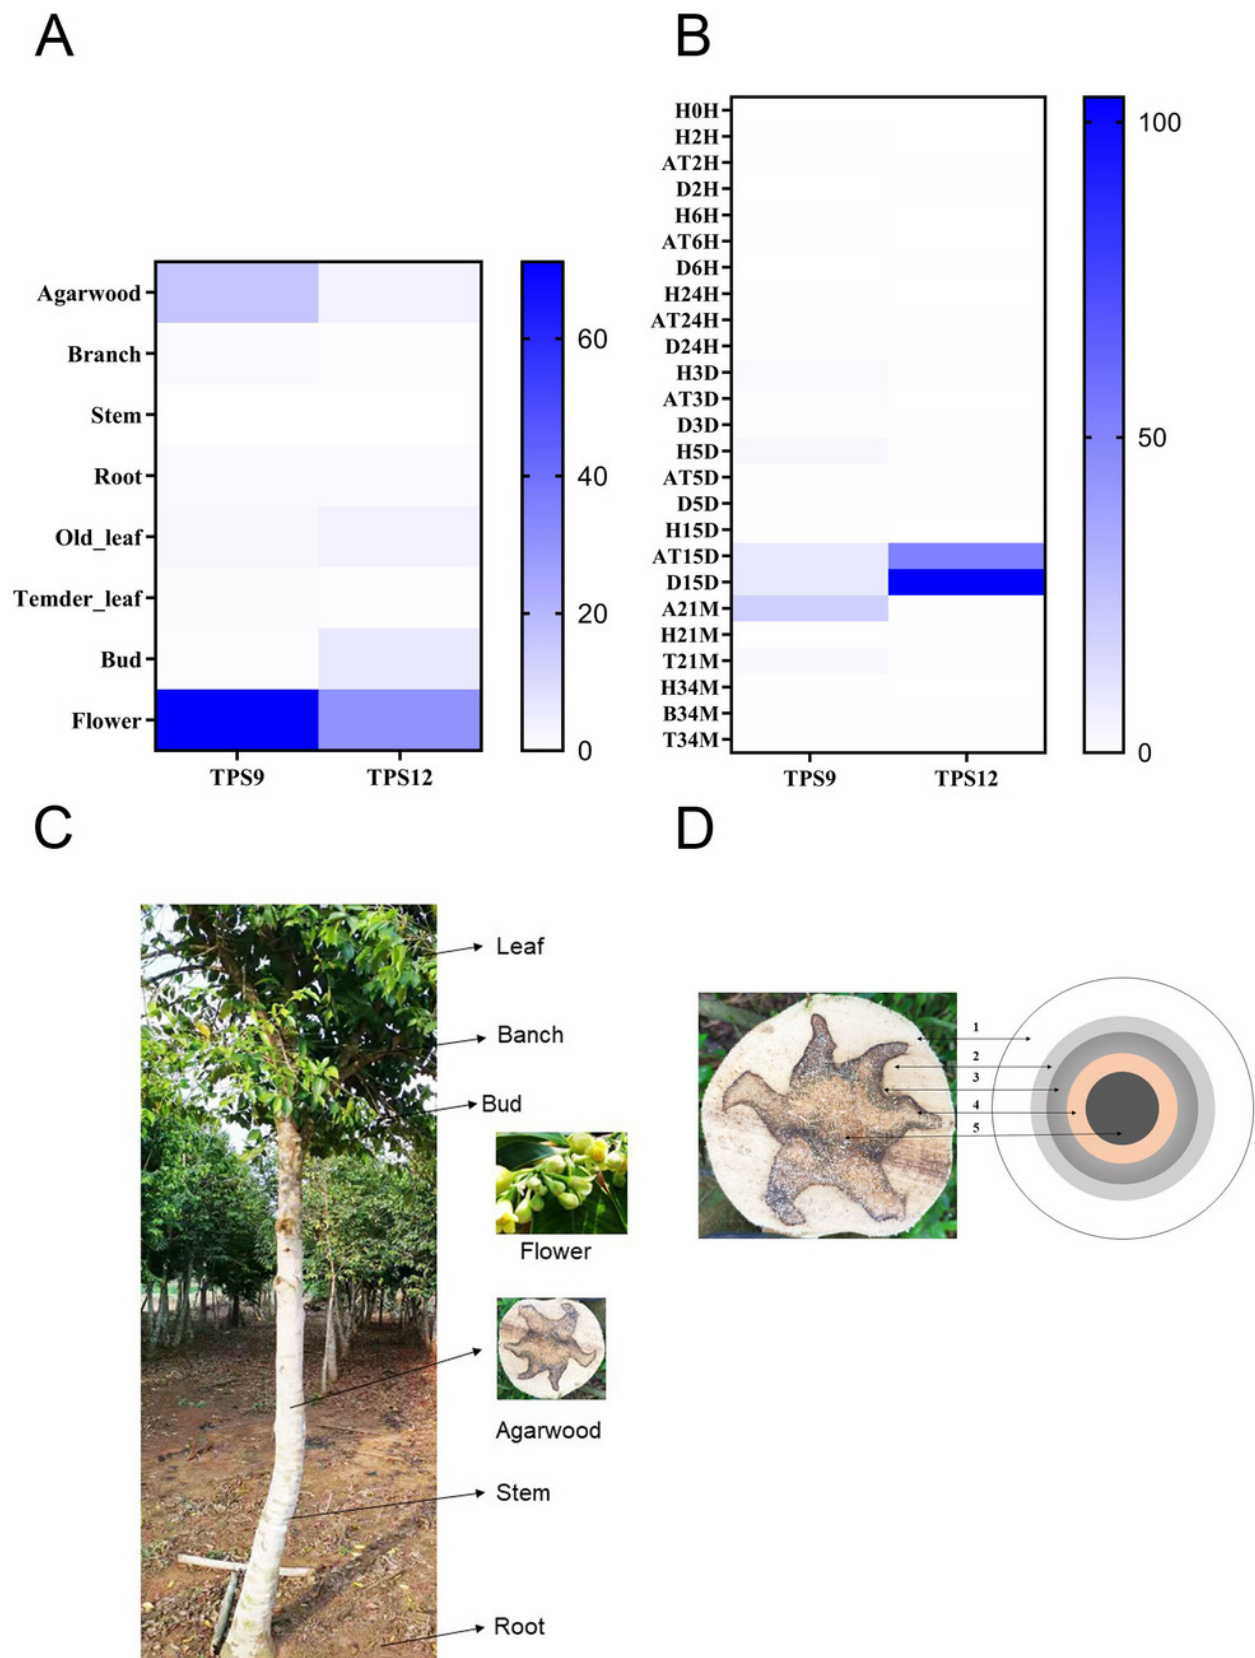 A
Agarwood
Branch
Stem
Root
Old_leaf
Temder_leaf
Bud
Flower
TPS9 TPS12
60
40
20
0
B
H0H
H2H
AT2H
D2H
H6H
AT6H
D6H
H24H
AT24H
D24H
H3D
AT3D
D3D
H5D
AT5D
D5D
H15D
AT15D
D15D
A21M
H21M
T21M
H34M
B34M
T34M
TPS9 TPS12
100
50
0
C
Leaf
Banch
Bud
Flower
Agarwood
Stem
Root
D
1
2
3
4
5